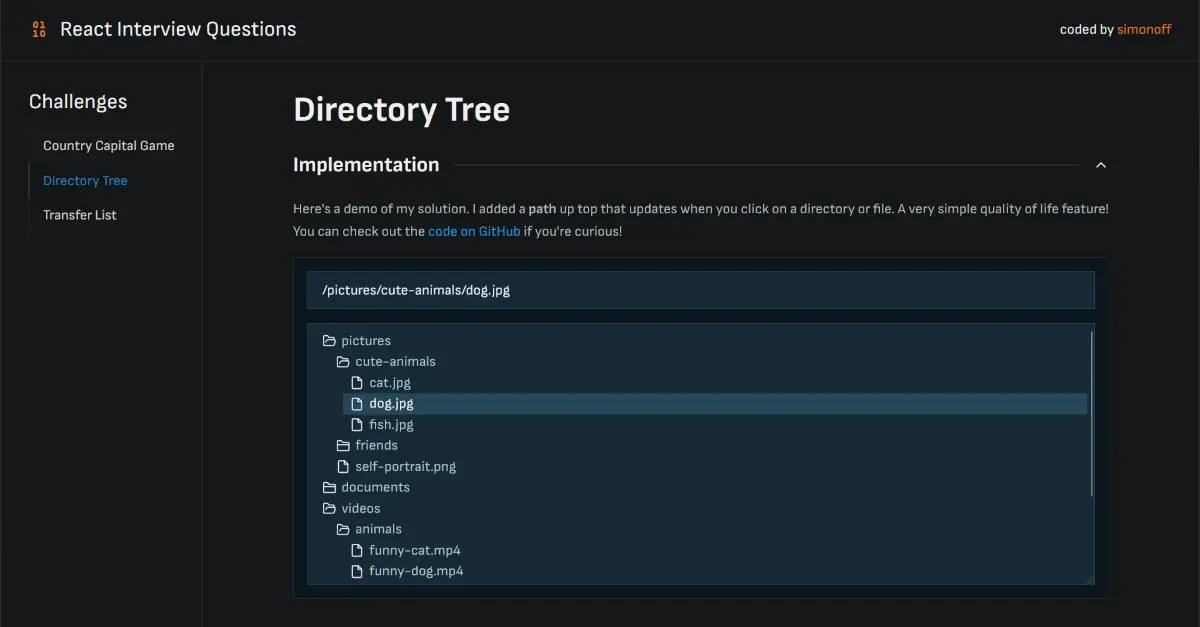 01
10
React Interview Questions
coded by simonoff
Challenges
Country Capital Game
Directory Tree
Transfer List
Directory Tree
Implementation
Here's a demo of my solution. I added a path up top that updates when you click on a directory or file. A very simple quality of life feature!
You can check out the code on GitHub if you're curious!
/pictures/cute-animals/dog.jpg
pictures
cute-animals
cat.jpg
dog.jpg
fish.jpg
friends
self-portrait.png
documents
videos
animals
funny-cat.mp4
funny-dog.mp4